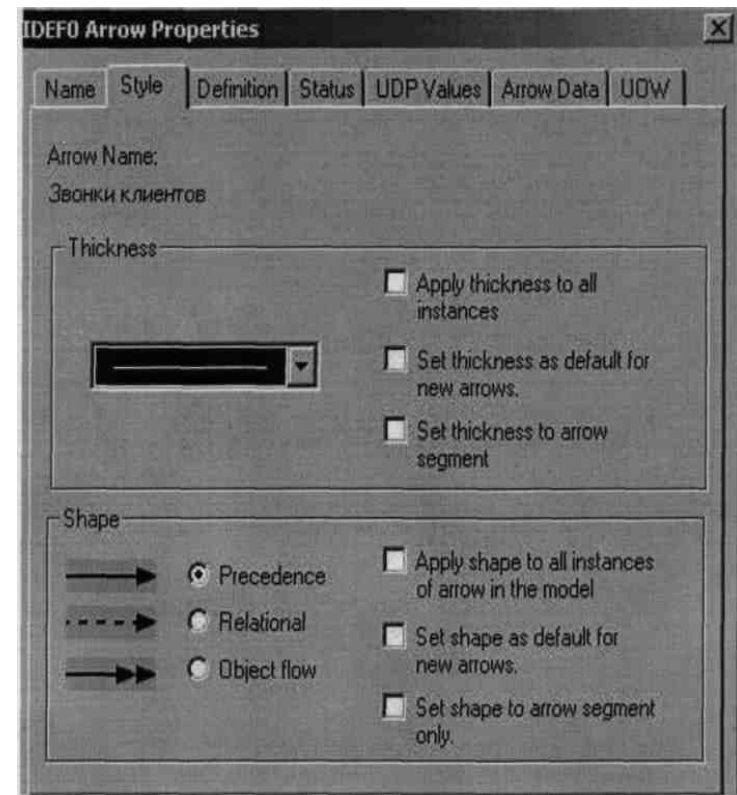 IDEF0 Arrow Properties
Name Style Definition Status UDP Values Arrow Data UOW
Arrow Name:
Звонки клиентов
Thickness
Apply thickness to all
instances
Set thickness as default for
new arrows.
Set thickness to arrow
segment
Shape
Precedence
Relational
Object flow
Apply shape to all instances
of arrow in the model
Set shape as default for
new arrows.
Set shape to arrow segment
only.